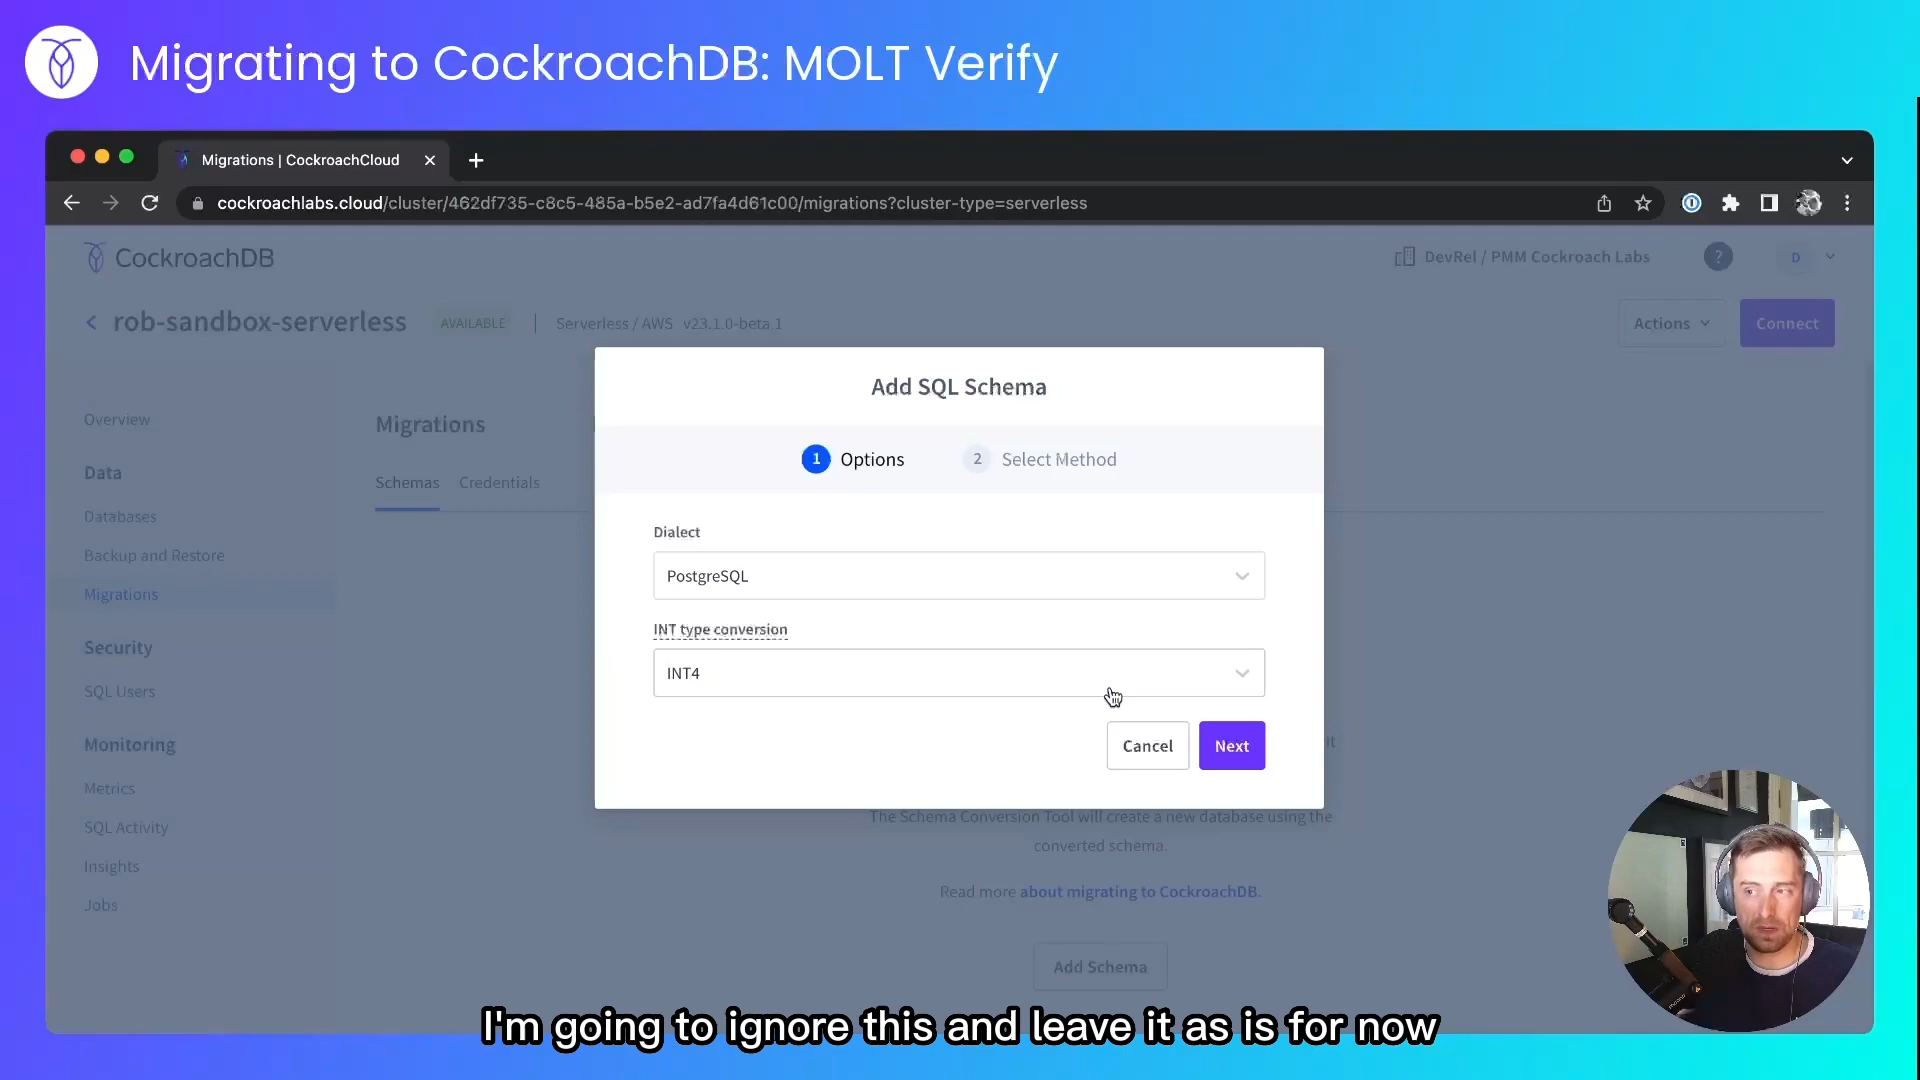 Migrating to CockroachDB: MOLT Verify
Migrations | CockroachCloud
cockroachlabs.cloud/cluster/462df735-c8c5-485a-b5e2-ad7fa4d61c00/migrations?cluster-type=serverless
CockroachDB
DevRel / PMM Cockroach Labs
?
D
rob-sandbox-serverless
AVAILABLE
Serverless / AWS v23.1.0-beta.1
Actions
Connect
Add SQL Schema
1 Options
2 Select Method
Dialect
PostgreSQL
INT type conversion
INT4
Cancel
Next
Overview
Data
Databases
Backup and Restore
Migrations
Security
SQL Users
Monitoring
Metrics
SQL Activity
Insights
Jobs
Migrations
Schemas
Credentials
it
The Schema Conversion Tool will create a new database using the
converted schema.
Read more about migrating to CockroachDB.
Add Schema
I'm going to ignore this and leave it as is for now